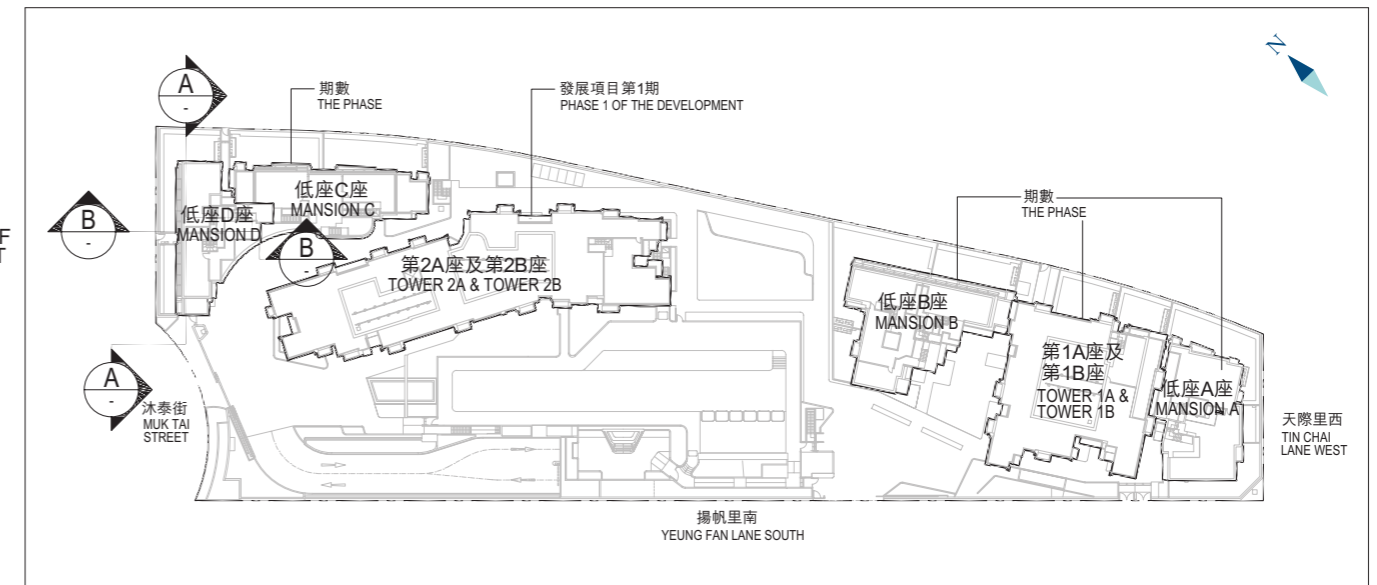 N
A
-
期數
THE PHASE
發展項目第1期
PHASE 1 OF THE DEVELOPMENT
低座C座
MANSION C
低座D座
MANSION D
B
-
B
-
F
T
第2A座及第2B座
TOWER 2A & TOWER 2B
期數
THE PHASE
低座B座
MANSION B
第1A座及
第1B座
TOWER 1A &
TOWER 1B
低座A座
MANSION A
A
-
沐泰街
MUK TAI
STREET
天際里西
TIN CHAI
LANE WEST
揚帆里南
YEUNG FAN LANE SOUTH